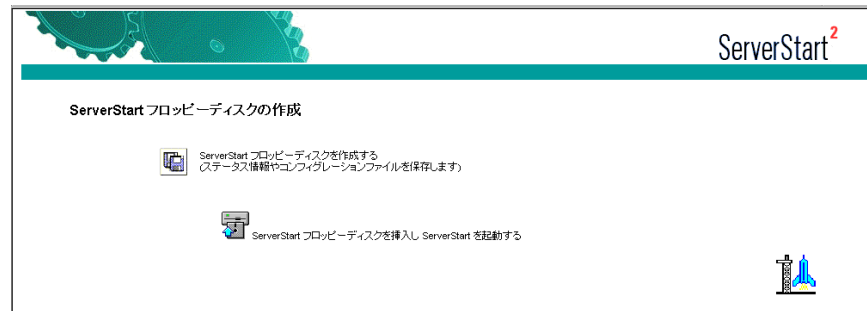 ServerStart2
ServerStart フロッピーディスクの作成
ServerStart フロッピーディスクを作成する
(ステータス情報やコンフィグレーションファイルを保存します)
ServerStart フロッピーディスクを挿入し ServerStart を起動する